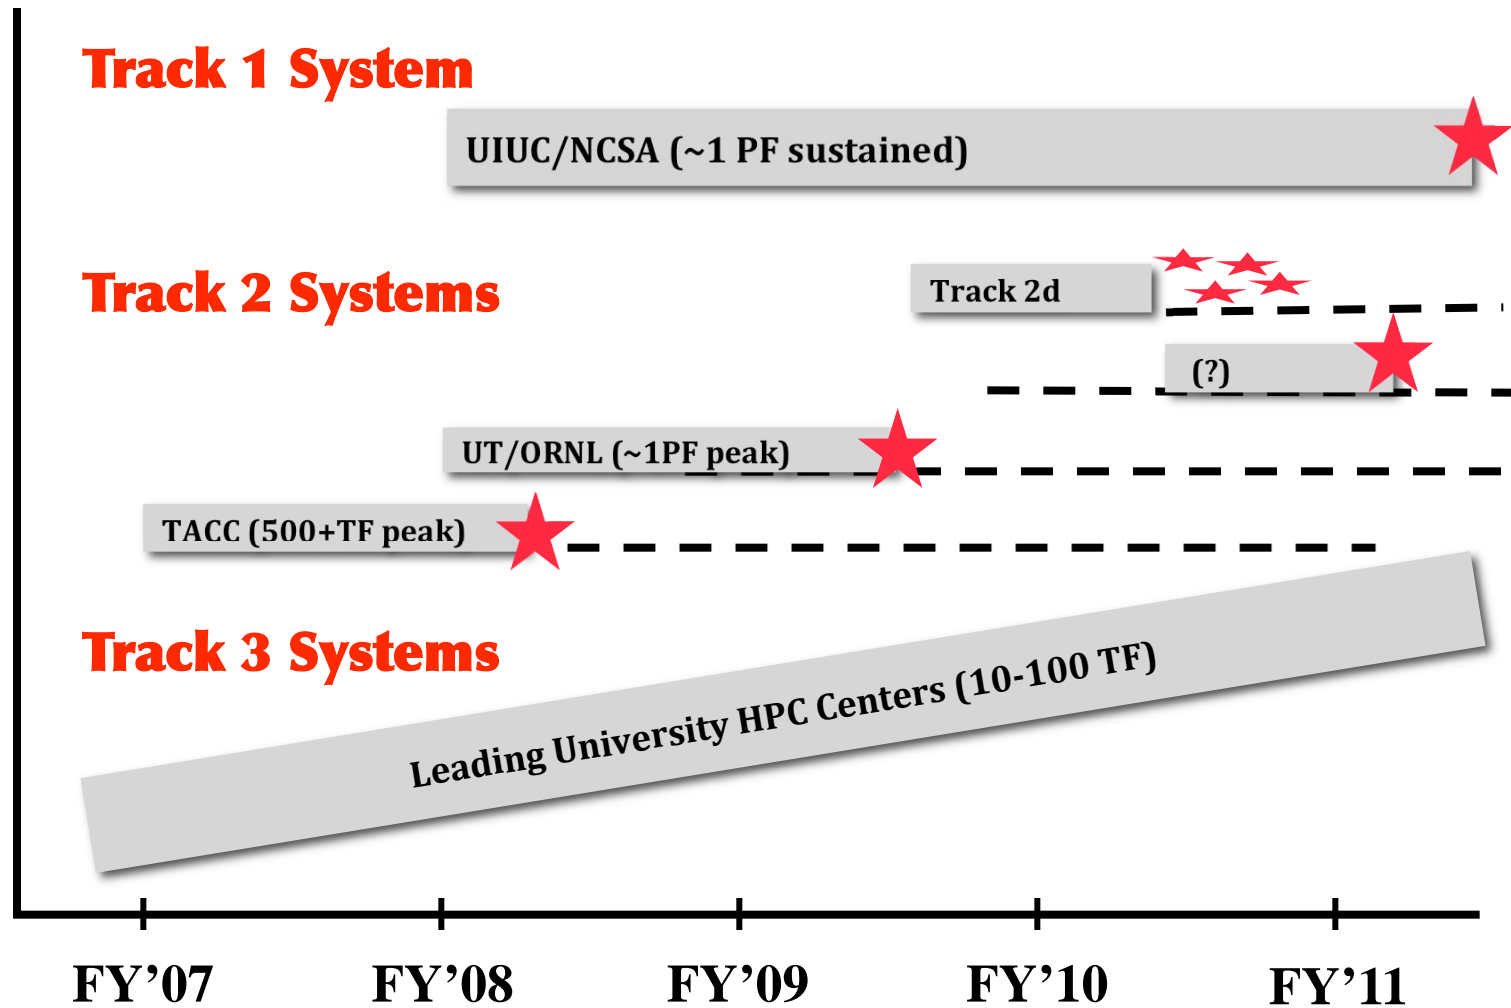 Track 1 System
UIUC/NCSA (~1 PF sustained)
Track 2 Systems
Track 2d
(?)
UT/ORNL (~1PF peak)
TACC (500+TF peak)
Track 3 Systems
Leading University HPC Centers (10-100 TF)
FY’07 FY’08 FY’09 FY’10 FY’11